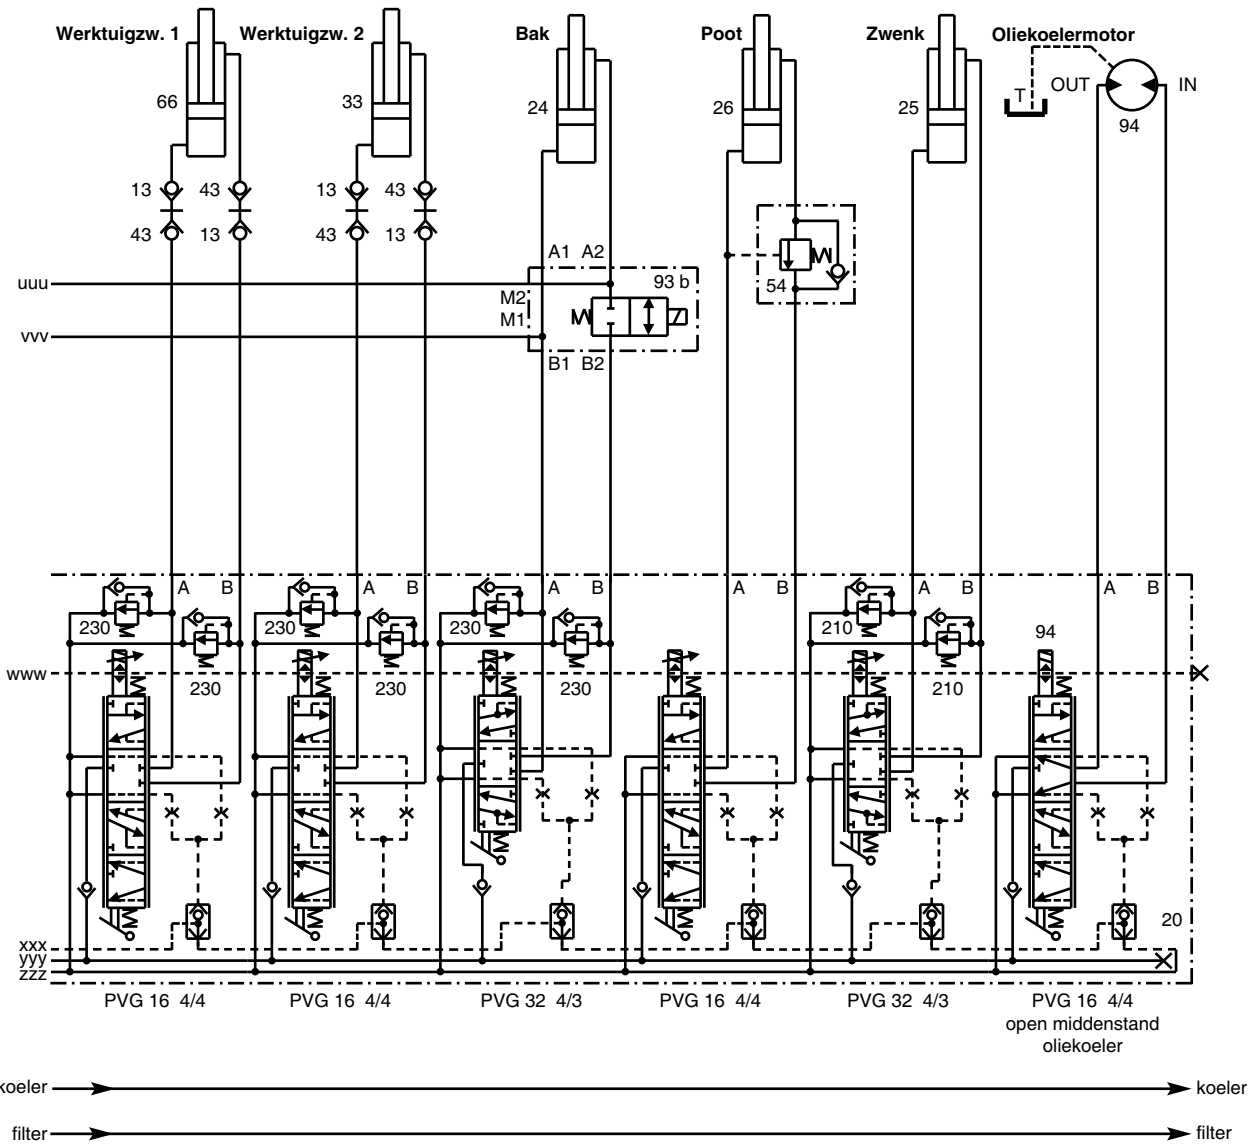 Werktuigzw. 1 Werktuigzw. 2 Bak Poot Zwenk Oliekoelermotor
T OUT IN
66 33 24 26 25 94
13 43 13 43
43 13 43 13
A1 A2
uuu 93 b 54
M2
M1
vvv
B1 B2
A B A B A B A B A B A B
230 230 230 210 94
www
230 230 230 210
20
xxx
yyy
zzz
PVG 16 4/4 PVG 16 4/4 PVG 32 4/3 PVG 16 4/4 PVG 32 4/3 PVG 16 4/4
open middenstand
oliekoeler
koeler koeler
filter filter